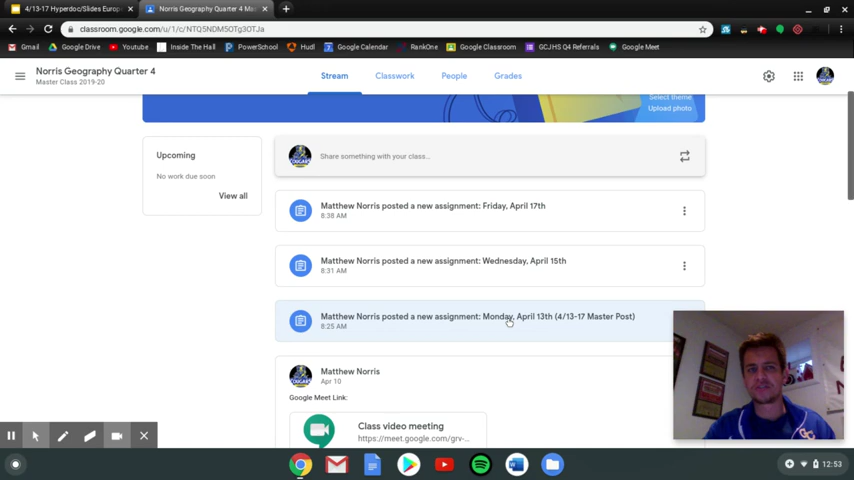 4/13-17 Hyperdoc/Slides Europ
Norris Geography Quarter 4 Mas
classroom.google.com/u/1/c/NTQ5NDM5OTg3OTJa
Gmail Google Drive Youtube Inside The Hall PowerSchool Hudl Google Calendar RankOne Google Classroom GCJHS Q4 Referrals Google Meet
Norris Geography Quarter 4
Master Class 2019-20
Stream Classwork People Grades
Select theme
Upload photo
Upcoming
No work due soon
View all
Share something with your class...
Matthew Norris posted a new assignment: Friday, April 17th
8:38 AM
Matthew Norris posted a new assignment: Wednesday, April 15th
8:31 AM
Matthew Norris posted a new assignment: Monday, April 13th (4/13-17 Master Post)
8:25 AM
Matthew Norris
Apr 10
Google Meet Link:
Class video meeting
https://meet.google.com/grv-...
12:53